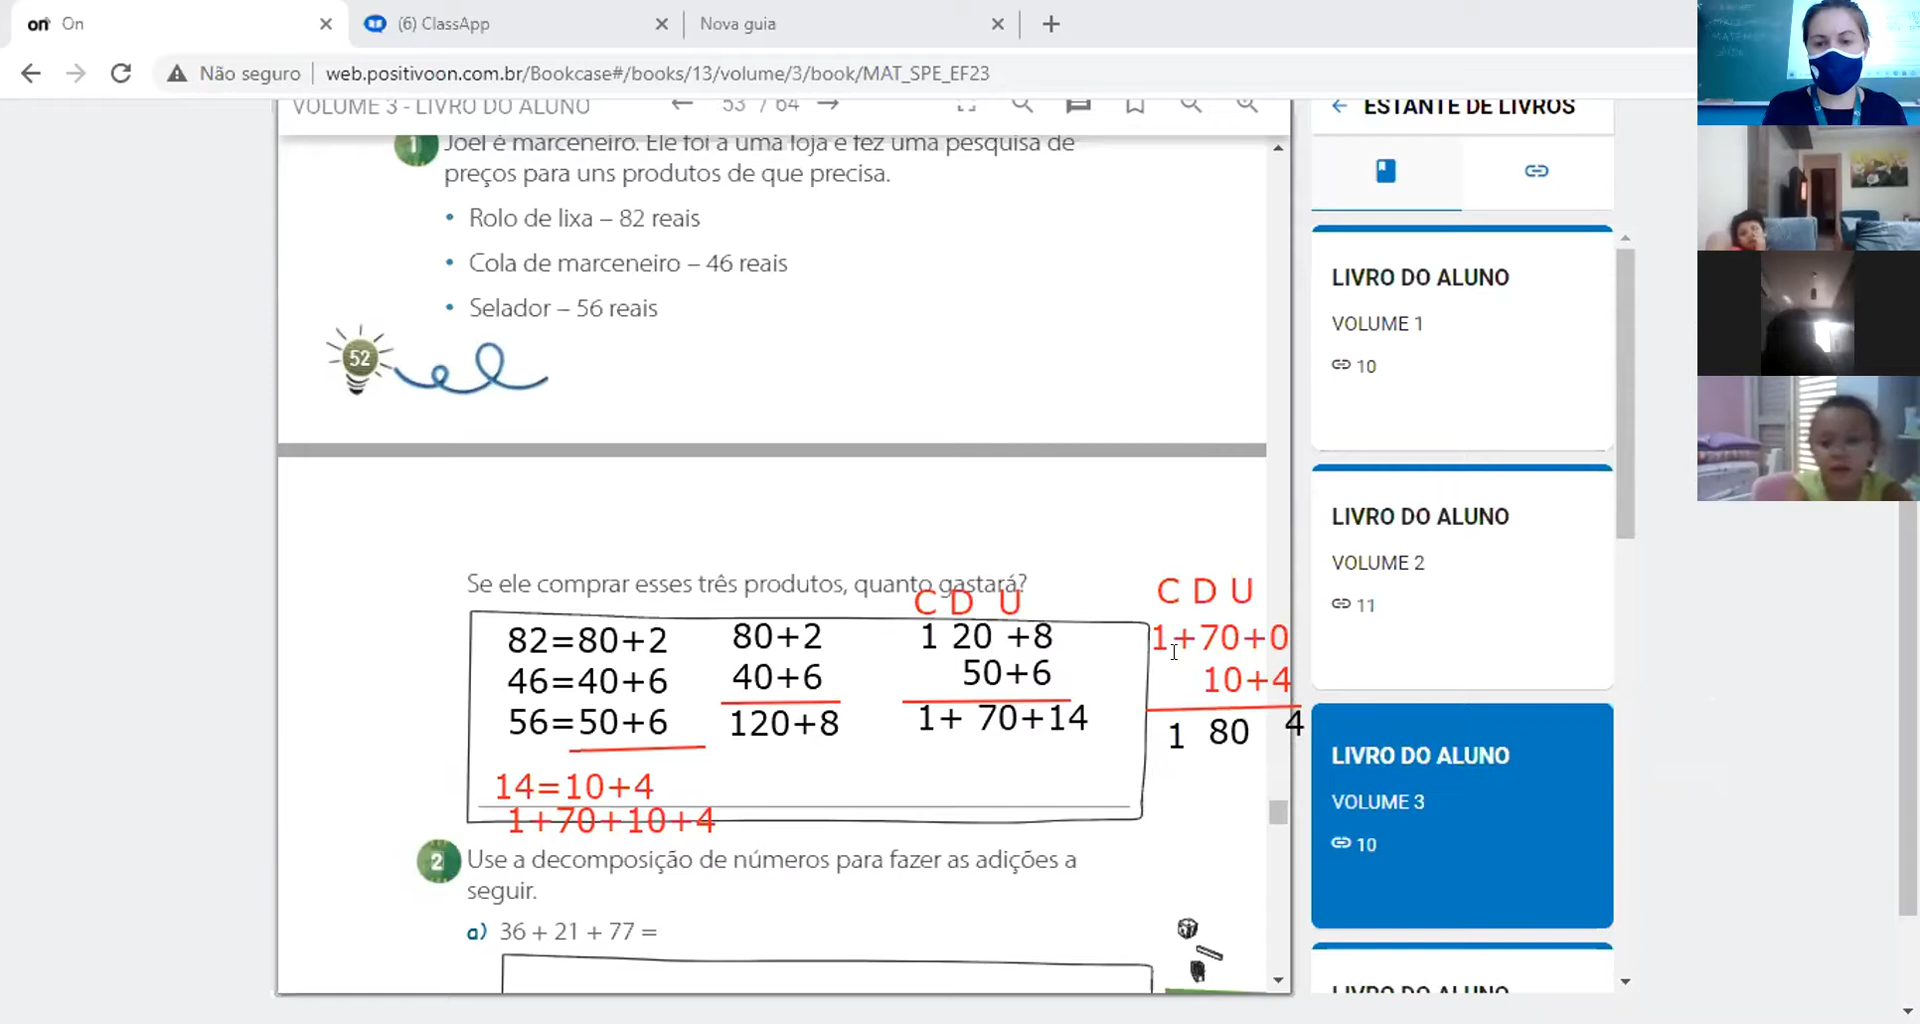 on On
(6) ClassApp
Nova guia
Não seguro
web.positivoon.com.br/Bookcase#/books/13/volume/3/book/MAT_SPE_EF23
VOLUME 3 - LIVRO DO ALUNO
53 / 64
ESTANTE DE LIVROS
1 Joel é marceneiro. Ele foi a uma loja e fez uma pesquisa de
preços para uns produtos de que precisa.
• Rolo de lixa – 82 reais
• Cola de marceneiro – 46 reais
• Selador – 56 reais
52
Se ele comprar esses três produtos, quanto gastará?
82=80+2
46=40+6
56=50+6
14=10+4
1+70+10+4
80+2
40+6
120+8
C D U
1 20 +8
50+6
1+ 70+14
C D U
1+70+0
10+4
1 80 4
2 Use a decomposição de números para fazer as adições a
seguir.
a) 36 + 21 + 77 =
LIVRO DO ALUNO
VOLUME 1
10
LIVRO DO ALUNO
VOLUME 2
11
LIVRO DO ALUNO
VOLUME 3
10
LIVRO DO ALUNO